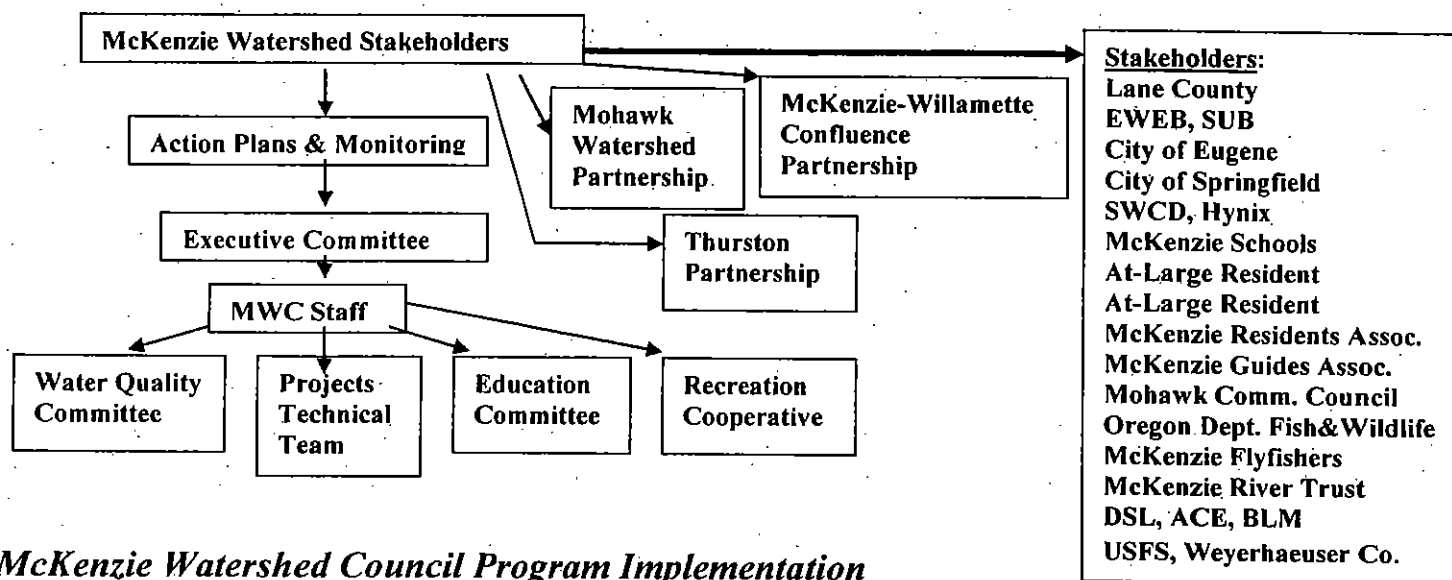 McKenzie Watershed Stakeholders
Action Plans & Monitoring
Executive Committee
MWC Staff
Water Quality
Committee
Projects
Technical
Team
Education
Committee
Recreation
Cooperative
Mohawk
Watershed
Partnership
McKenzie-Willamette
Confluence
Partnership
Thurston
Partnership
Stakeholders:
Lane County
EWEB, SUB
City of Eugene
City of Springfield
SWCD, Hynix
McKenzie Schools
At-Large Resident
At-Large Resident
McKenzie Residents Assoc.
McKenzie Guides Assoc.
Mohawk Comm. Council
Oregon Dept. Fish&Wildlife
McKenzie Flyfishers
McKenzie River Trust
DSL, ACE, BLM
USFS, Weyerhaeuser Co.
McKenzie Watershed Council Program Implementation